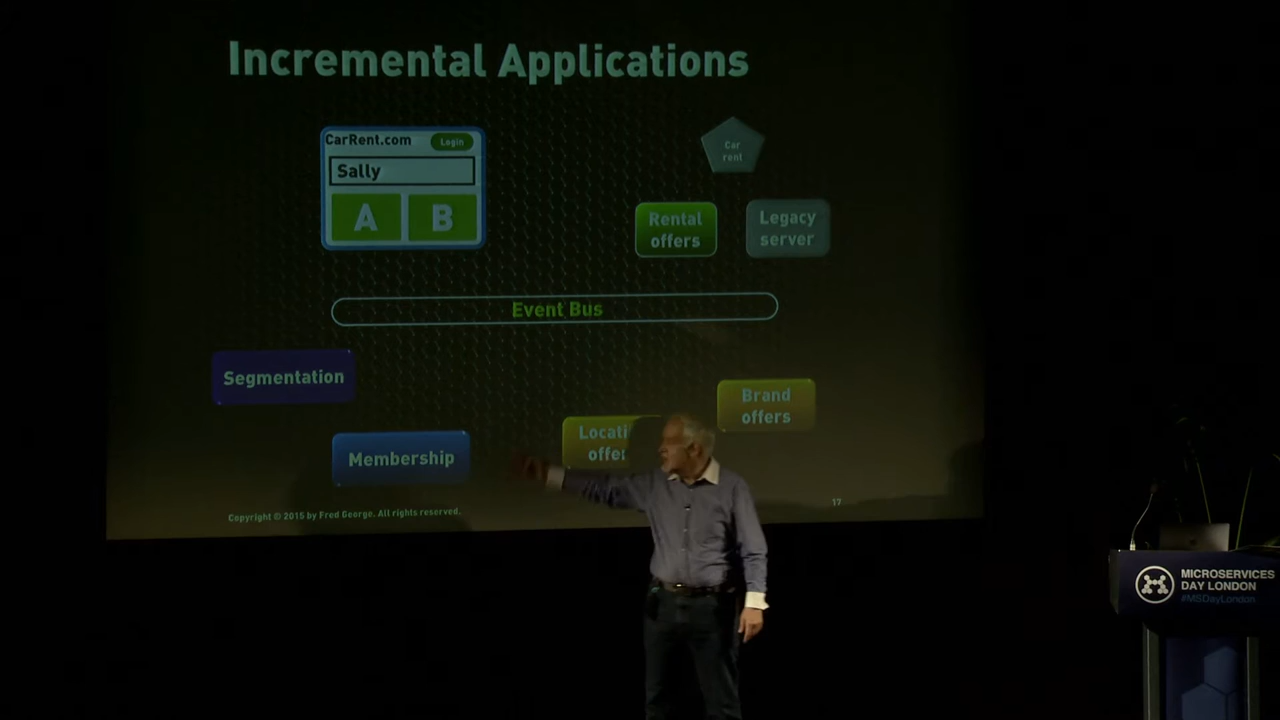 Incremental Applications
CarRent.com
Login
Sally
A
B
Car
rent
Rental
offers
Legacy
server
Event Bus
Segmentation
Membership
Brand
offers
Copyright © 2015 by Fred George. All rights reserved.
17
MICROSERVICES
DAY LONDON
#MSDayLondon